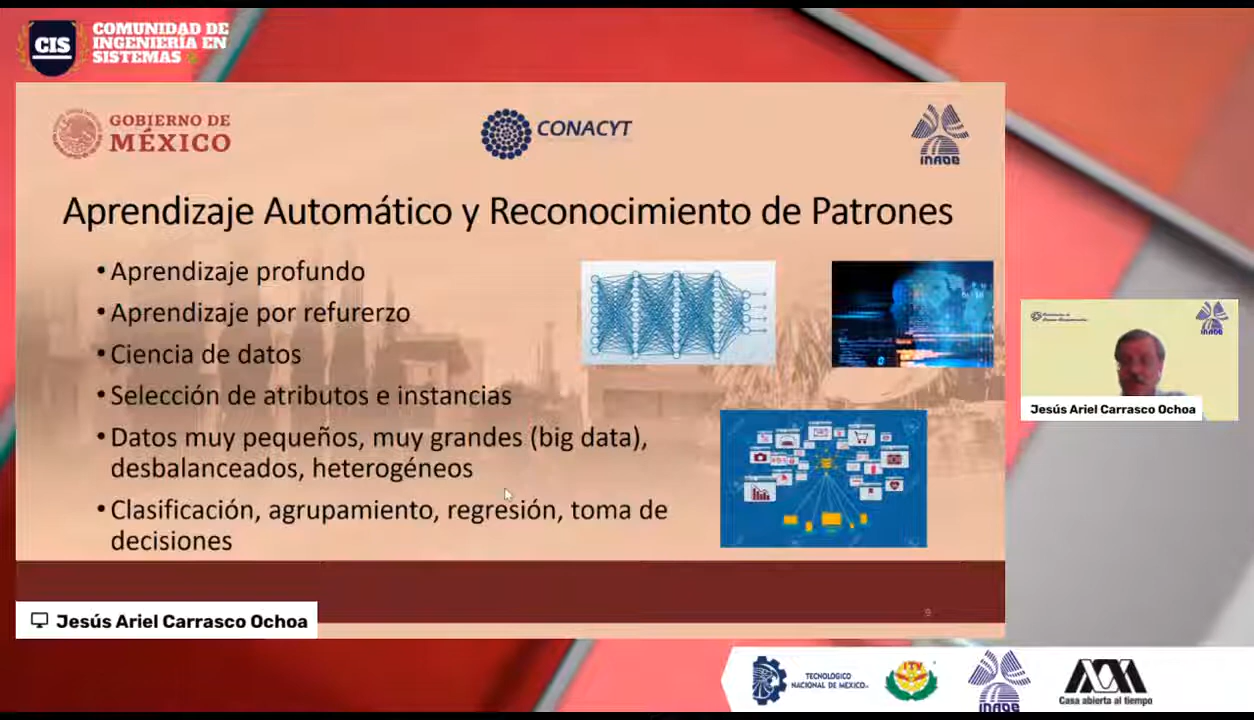 CIS
COMUNIDAD DE
INGENIERÍA EN
SISTEMAS
GOBIERNO DE
MÉXICO
CONACYT
INAOE
Aprendizaje Automático y Reconocimiento de Patrones
• Aprendizaje profundo
• Aprendizaje por refurerzo
• Ciencia de datos
• Selección de atributos e instancias
• Datos muy pequeños, muy grandes (big data),
desbalanceados, heterogéneos
• Clasificación, agrupamiento, regresión, toma de
decisiones
9
Jesús Ariel Carrasco Ochoa
INAOE
Jesús Ariel Carrasco Ochoa
TECNOLÓGICO
NACIONAL DE MÉXICO
ITV
INAOE
Casa abierta al tiempo